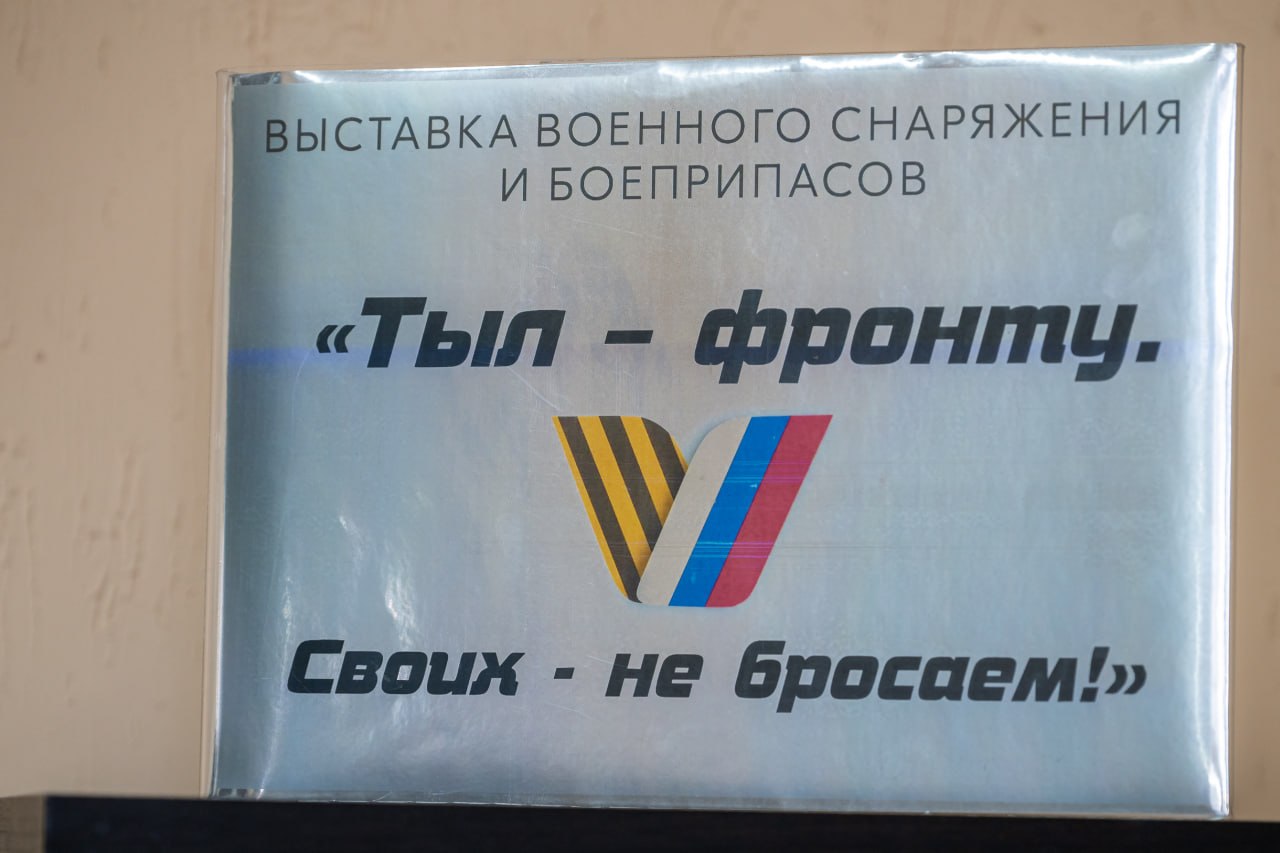 ВЫСТАВКА ВОЕННОГО СНАРЯЖЕНИЯ
И БОЕПРИПАСОВ
«Тыл – фронту.
V
Своих - не бросаем!»